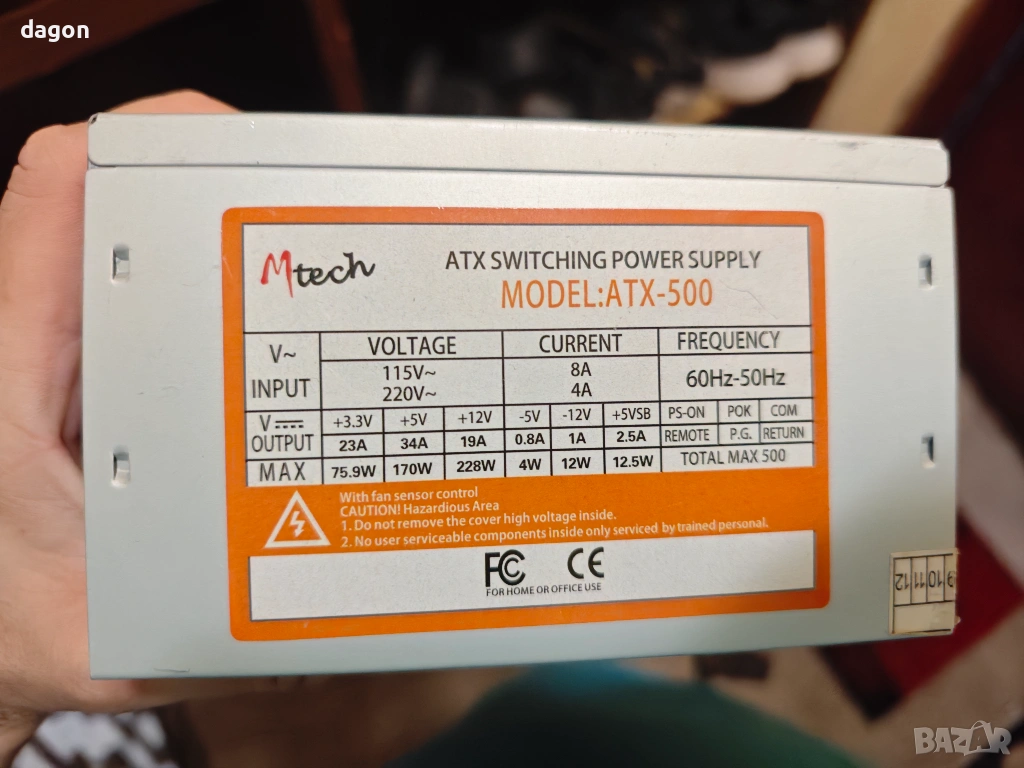 dagon
Mtech
ATX SWITCHING POWER SUPPLY
MODEL:ATX-500
V~ INPUT VOLTAGE CURRENT FREQUENCY
115V~ 8A
220V~ 4A
60Hz-50Hz
V⎓ OUTPUT +3.3V +5V +12V -5V -12V +5VSB PS-ON POK COM
23A 34A 19A 0.8A 1A 2.5A REMOTE P.G. RETURN
MAX 75.9W 170W 228W 4W 12W 12.5W TOTAL MAX 500
With fan sensor control
CAUTION! Hazardous Area
1. Do not remove the cover high voltage inside.
2. No user serviceable components inside only serviced by trained personal.
FC CE
FOR HOME OR OFFICE USE
9 10 11 12
BAZAR